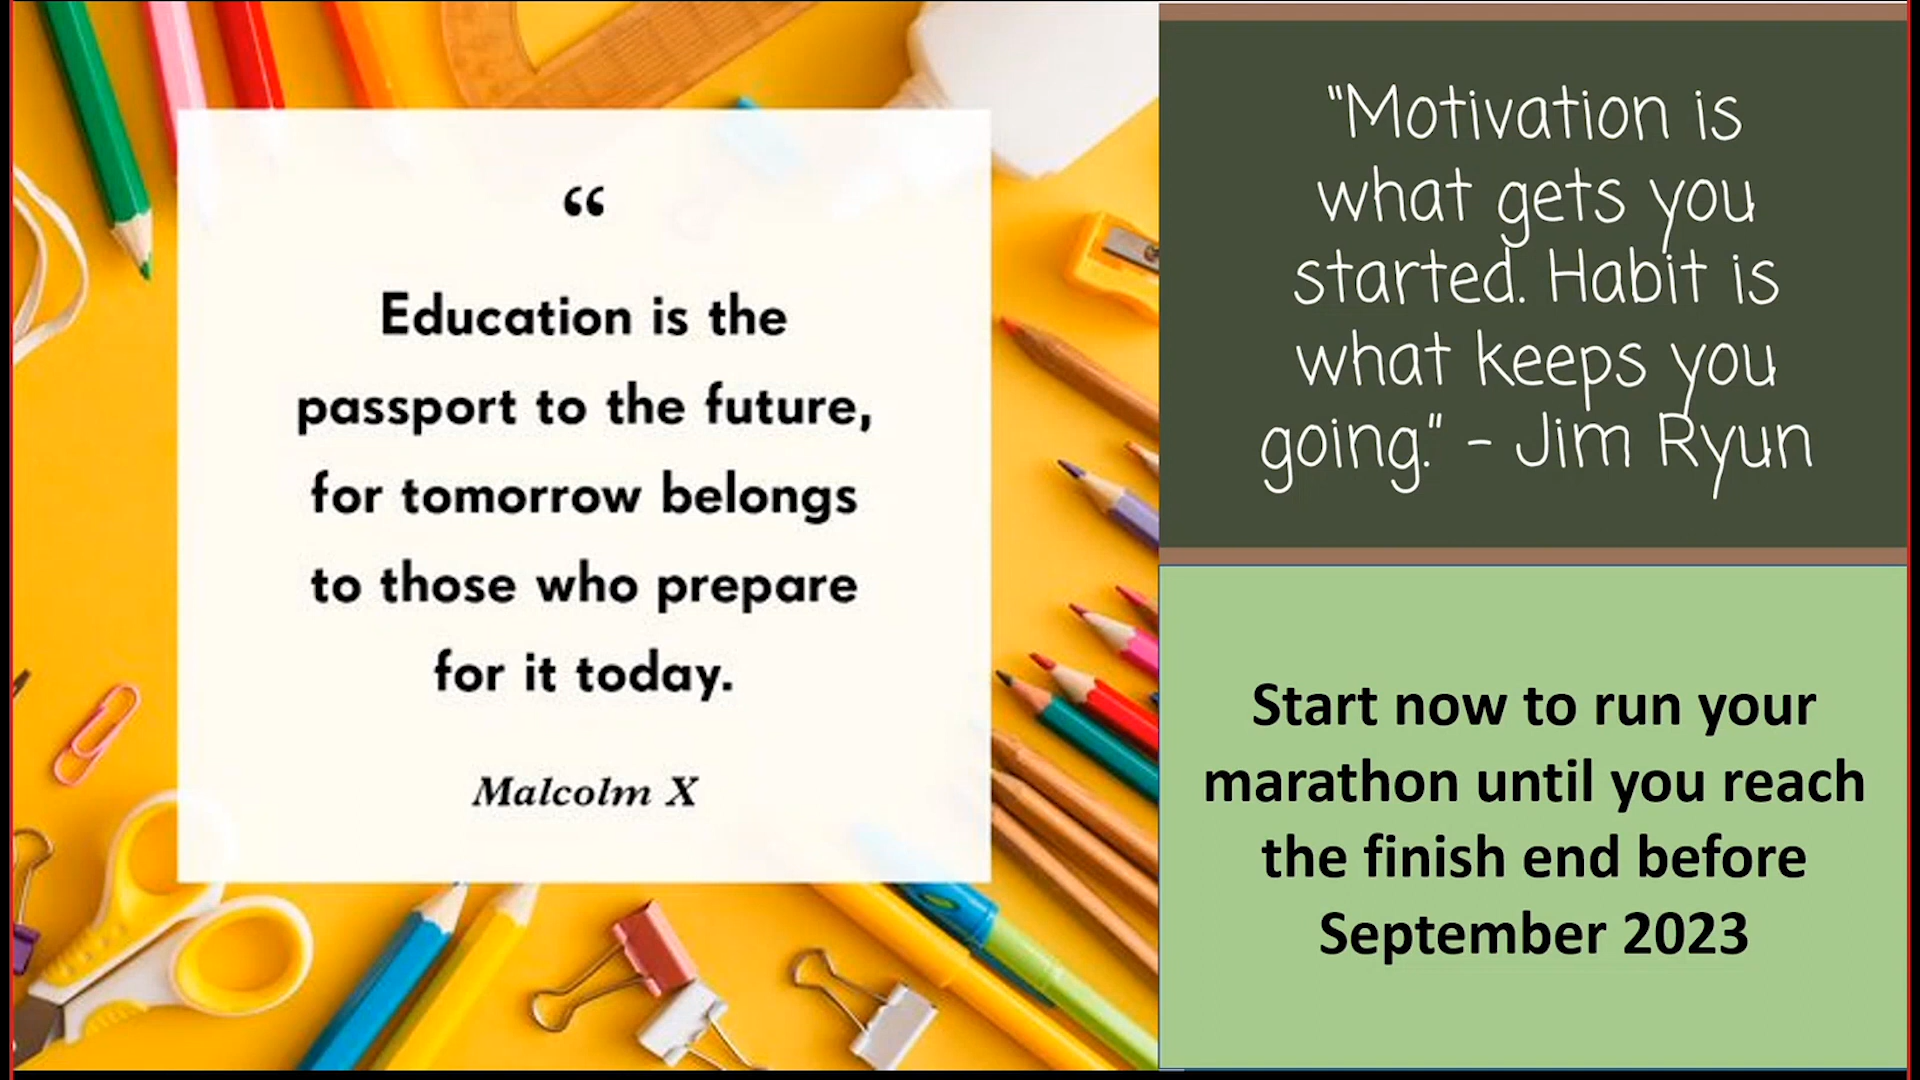 “
Education is the
passport to the future,
for tomorrow belongs
to those who prepare
for it today.
Malcolm X
"Motivation is
what gets you
started. Habit is
what keeps you
going." - Jim Ryun
Start now to run your
marathon until you reach
the finish end before
September 2023